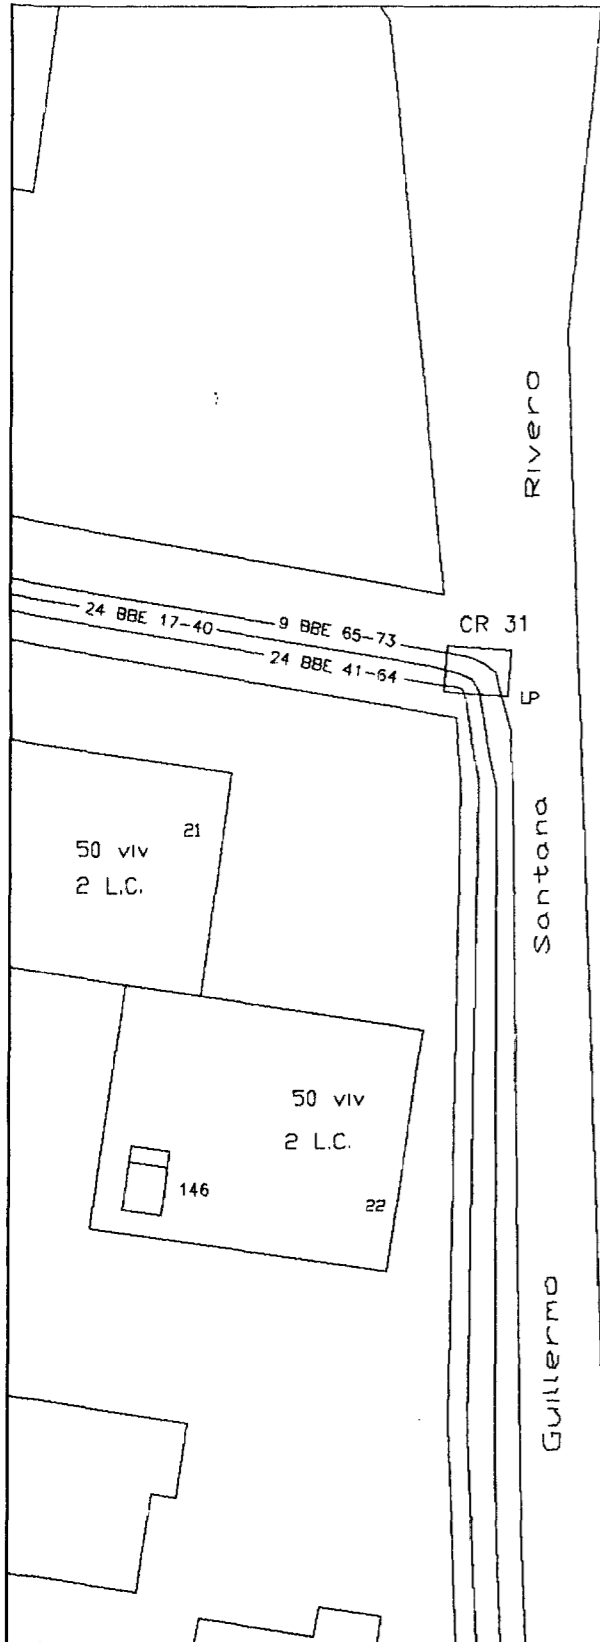 Rivero
24 BBE 17-40
9 BBE 65-73
CR 31
24 BBE 41-64
LP
21
50 viv
2 L.C.
Santana
50 viv
2 L.C.
146
22
Guillermo